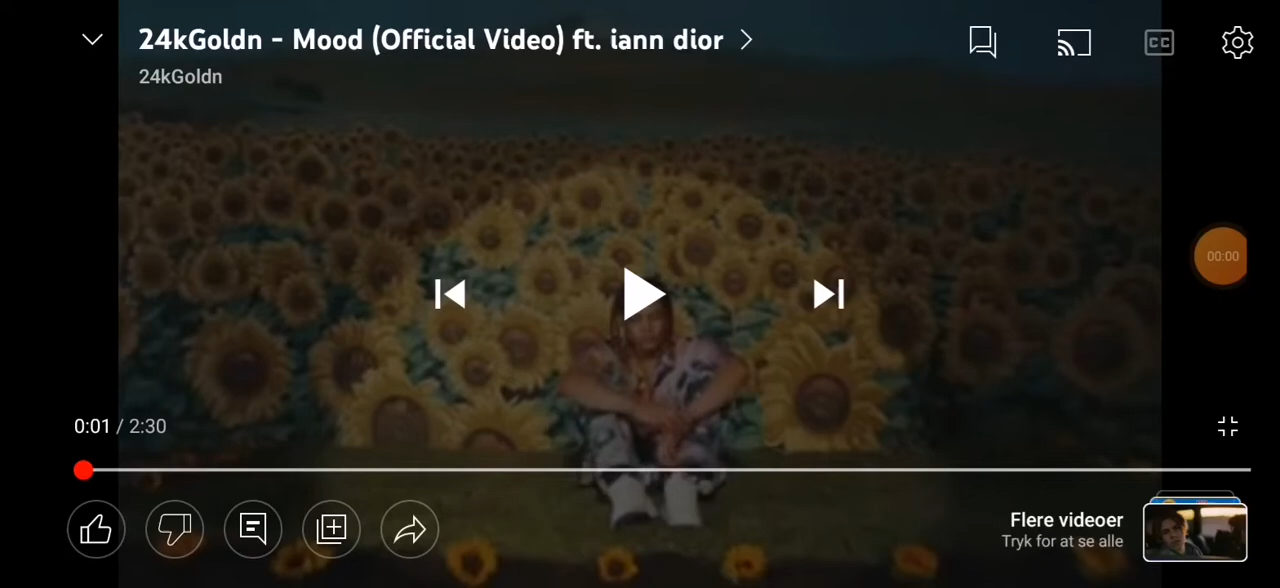 24kGoldn - Mood (Official Video) ft. iann dior
24kGoldn
CC
00:00
0:01 / 2:30
Flere videoer
Tryk for at se alle